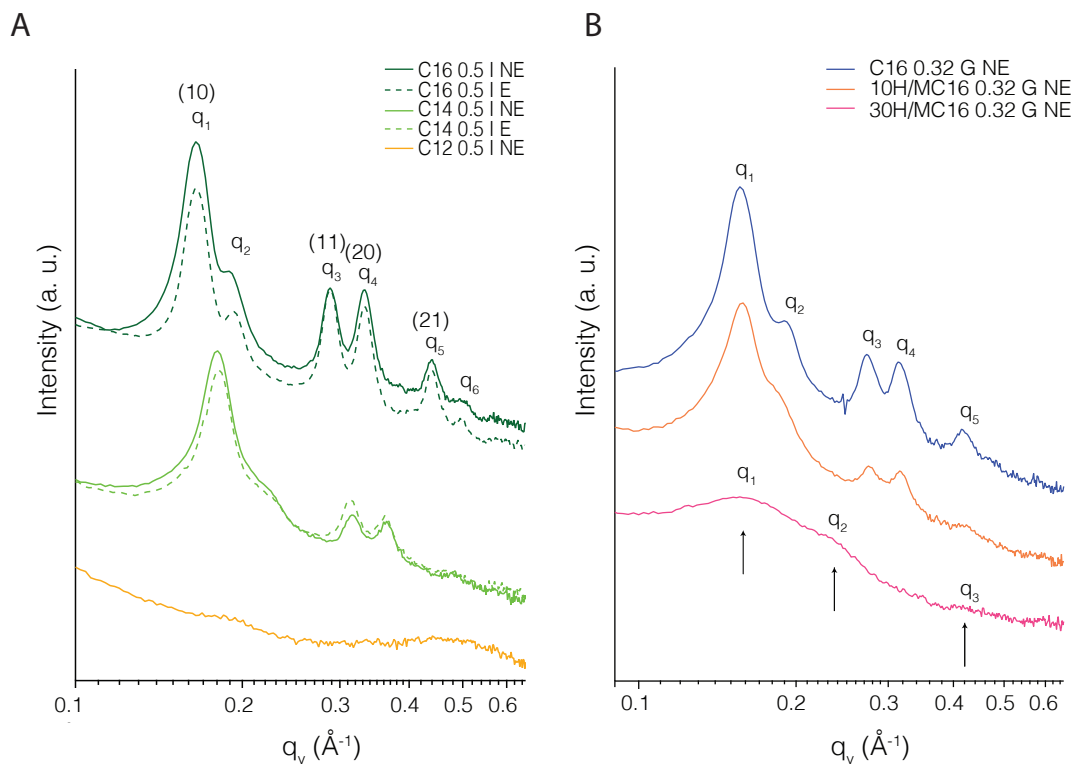 A
C16 0.5 I NE
C16 0.5 I E
C14 0.5 I NE
C14 0.5 I E
C12 0.5 I NE
(10)
q₁
q₂
(11)
q₃
(20)
q₄
(21)
q₅
q₆
Intensity (a. u.)
0.1
0.2
0.3
0.4
0.5
0.6
qᵧ (Å⁻¹)
B
C16 0.32 G NE
10H/MC16 0.32 G NE
30H/MC16 0.32 G NE
q₁
q₂
q₃
q₄
q₅
q₁
q₂
q₃
Intensity (a. u.)
0.1
0.2
0.3
0.4
0.5
0.6
qᵧ (Å⁻¹)